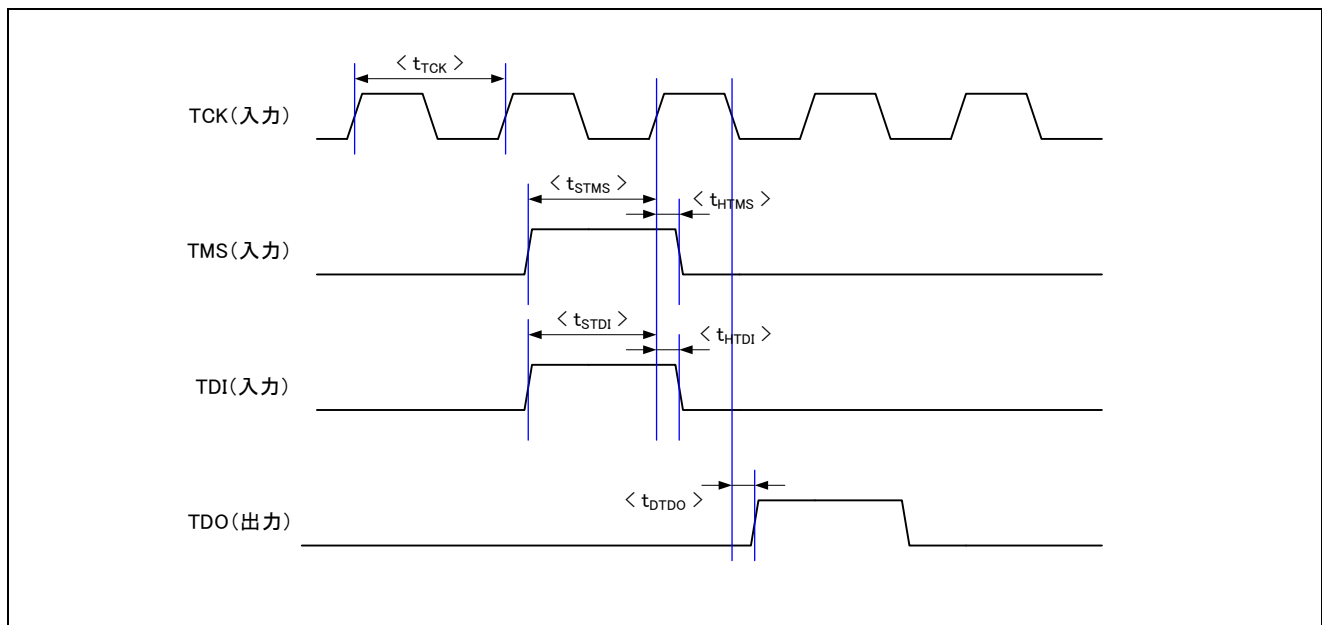 < tTCK >
TCK(入力)
< tSTMS >
< tHTMS >
TMS(入力)
< tSTDI >
< tHTDI >
TDI(入力)
< tDTDO >
TDO(出力)